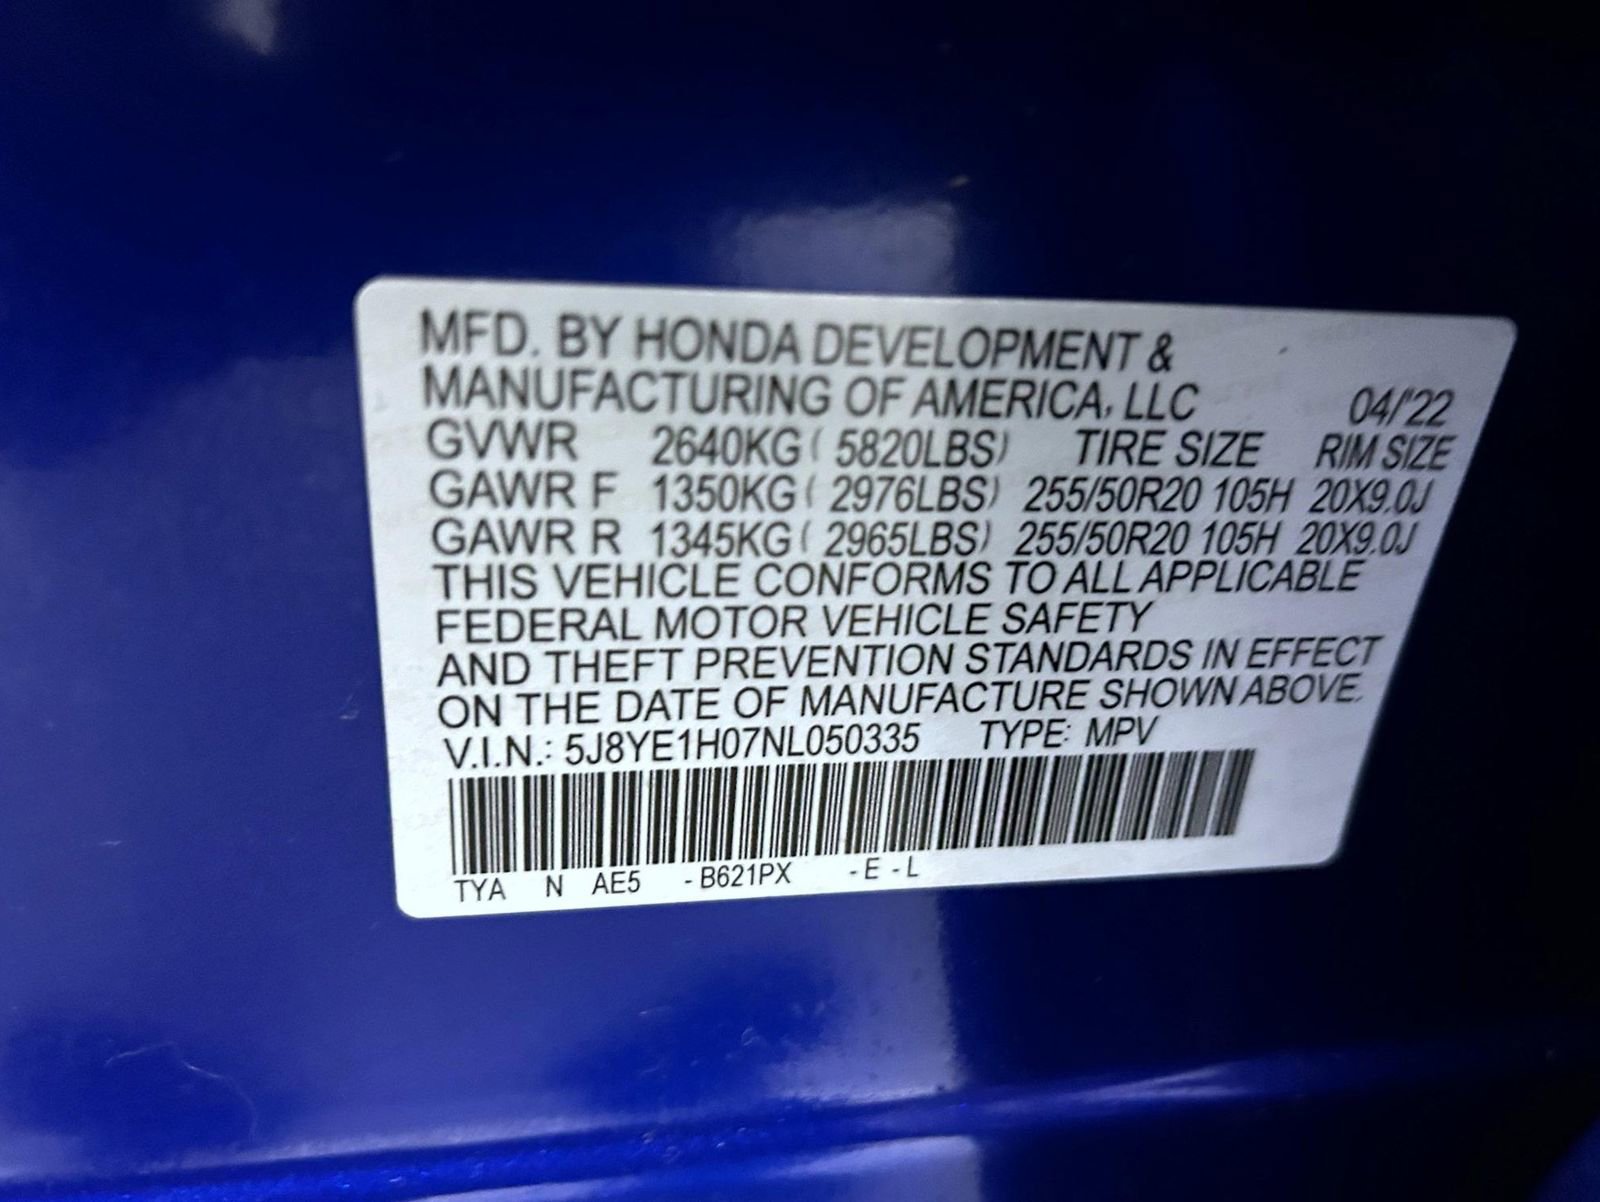 MFD. BY HONDA DEVELOPMENT &
MANUFACTURING OF AMERICA, LLC 04/'22
GVWR 2640KG ( 5820LBS) TIRE SIZE RIM SIZE
GAWR F 1350KG ( 2976LBS) 255/50R20 105H 20X9.0J
GAWR R 1345KG ( 2965LBS) 255/50R20 105H 20X9.0J
THIS VEHICLE CONFORMS TO ALL APPLICABLE
FEDERAL MOTOR VEHICLE SAFETY
AND THEFT PREVENTION STANDARDS IN EFFECT
ON THE DATE OF MANUFACTURE SHOWN ABOVE.
V.I.N.: 5J8YE1H07NL050335 TYPE: MPV
TYA N AE5 - B621PX - E - L